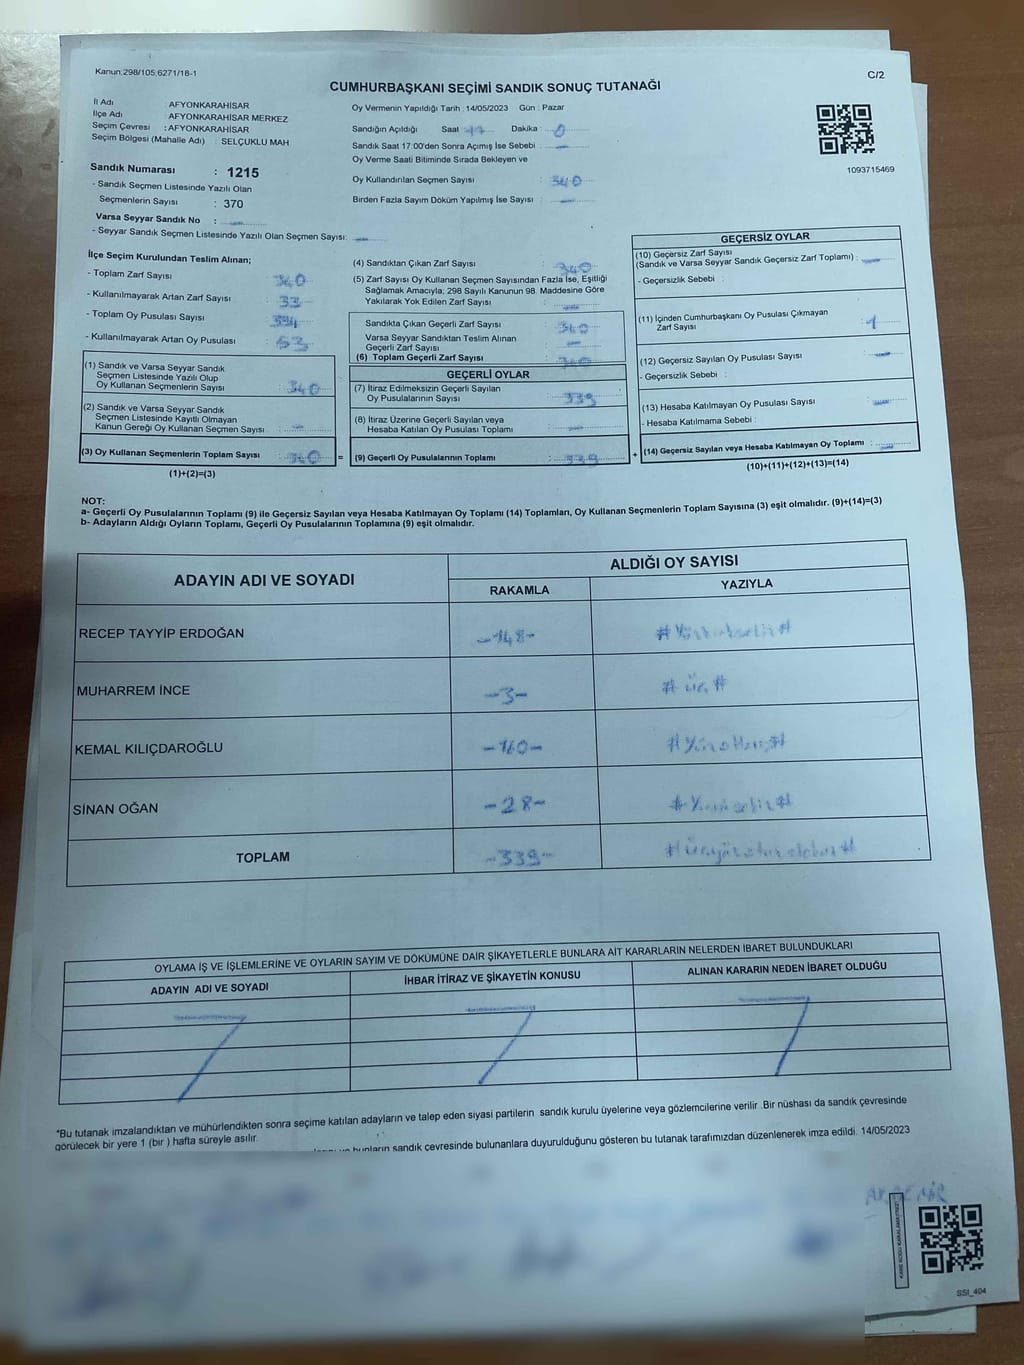 Kanun:298/105;6271/18-1
C/2
CUMHURBAŞKANI SEÇİMİ SANDIK SONUÇ TUTANAĞI
İl Adı AFYONKARAHİSAR
İlçe Adı AFYONKARAHİSAR MERKEZ
Seçim Çevresi : AFYONKARAHİSAR
Seçim Bölgesi (Mahalle Adı) : SELÇUKLU MAH.
Sandık Numarası : 1215
- Sandık Seçmen Listesinde Yazılı Olan
Seçmenlerin Sayısı : 370
Varsa Seyyar Sandık No :
- Seyyar Sandık Seçmen Listesinde Yazılı Olan Seçmen Sayısı:
Oy Vermenin Yapıldığı Tarih : 14/05/2023 Gün : Pazar
Sandığın Açıldığı Saat 17 Dakika : 0
Sandık Saat 17:00'den Sonra Açımış İse Sebebi :
Oy Verme Saati Bitiminde Sırada Bekleyen ve
Oy Kullandırılan Seçmen Sayısı : 340
Birden Fazla Sayım Döküm Yapılmış İse Sayısı :
1093715469
İlçe Seçim Kurulundan Teslim Alınan;
- Toplam Zarf Sayısı
- Kullanılmayarak Artan Zarf Sayısı : 33
- Toplam Oy Pusulası Sayısı
- Kullanılmayarak Artan Oy Pusulası
(1) Sandık ve Varsa Seyyar Sandık
Seçmen Listesinde Yazılı Olup
Oy Kullanan Seçmenlerin Sayısı : 340
(2) Sandık ve Varsa Seyyar Sandık
Seçmen Listesinde Kayıtlı Olmayan
Kanun Gereği Oy Kullanan Seçmen Sayısı :
(3) Oy Kullanan Seçmenlerin Toplam Sayısı : 340
(1)+(2)=(3)
=
(4) Sandıktan Çıkan Zarf Sayısı : 340
(5) Zarf Sayısı Oy Kullanan Seçmen Sayısından Fazla İse, Eşitliği
Sağlamak Amacıyla; 298 Sayılı Kanunun 98. Maddesine Göre
Yakılarak Yok Edilen Zarf Sayısı :
Sandıkta Çıkan Geçerli Zarf Sayısı : 340
Varsa Seyyar Sandıktan Teslim Alınan
Geçerli Zarf Sayısı :
(6) Toplam Geçerli Zarf Sayısı : 340
GEÇERLİ OYLAR
(7) İtiraz Edilmeksizin Geçerli Sayılan
Oy Pusulalarının Sayısı : 339
(8) İtiraz Üzerine Geçerli Sayılan veya
Hesaba Katılan Oy Pusulası Toplamı :
(9) Geçerli Oy Pusulalarının Toplamı : 339
+
GEÇERSİZ OYLAR
(10) Geçersiz Zarf Sayısı
(Sandık ve Varsa Seyyar Sandık Geçersiz Zarf Toplamı) :
- Geçersizlik Sebebi :
(11) İçinden Cumhurbaşkanı Oy Pusulası Çıkmayan
Zarf Sayısı : 1
(12) Geçersiz Sayılan Oy Pusulası Sayısı :
- Geçersizlik Sebebi :
(13) Hesaba Katılmayan Oy Pusulası Sayısı :
- Hesaba Katılmama Sebebi :
(14) Geçersiz Sayılan veya Hesaba Katılmayan Oy Toplamı :
(10)+(11)+(12)+(13)=(14)
NOT:
a- Geçerli Oy Pusulalarının Toplamı (9) ile Geçersiz Sayılan veya Hesaba Katılmayan Oy Toplamı (14) Toplamları, Oy Kullanan Seçmenlerin Toplam Sayısına (3) eşit olmalıdır. (9)+(14)=(3)
b- Adayların Aldığı Oyların Toplamı, Geçerli Oy Pusulalarının Toplamına (9) eşit olmalıdır.
ADAYIN ADI VE SOYADI
ALDIĞI OY SAYISI
RAKAMLA YAZIYLA
RECEP TAYYİP ERDOĞAN -148- # Yüzkırksekiz #
MUHARREM İNCE -3- # Üç #
KEMAL KILIÇDAROĞLU -160- # Yüzaltmış #
SİNAN OĞAN -28- # Yirmisekiz #
TOPLAM -339- # Üçyüzotuzdokuz #
OYLAMA İŞ VE İŞLEMLERİNE VE OYLARIN SAYIM VE DÖKÜMÜNE DAİR ŞİKAYETLERLE BUNLARA AİT KARARLARIN NELERDEN İBARET BULUNDUKLARI
ADAYIN ADI VE SOYADI İHBAR İTİRAZ VE ŞİKAYETİN KONUSU ALINAN KARARIN NEDEN İBARET OLDUĞU
*Bu tutanak imzalandıktan ve mühürlendikten sonra seçime katılan adayların ve talep eden siyasi partilerin sandık kurulu üyelerine veya gözlemcilerine verilir .Bir nüshası da sandık çevresinde
görülecek bir yere 1 (bir ) hafta süreyle asılır.
bunların sandık çevresinde bulunanlara duyurulduğunu gösteren bu tutanak tarafımızdan düzenlenerek imza edildi. 14/05/2023
SSI_404